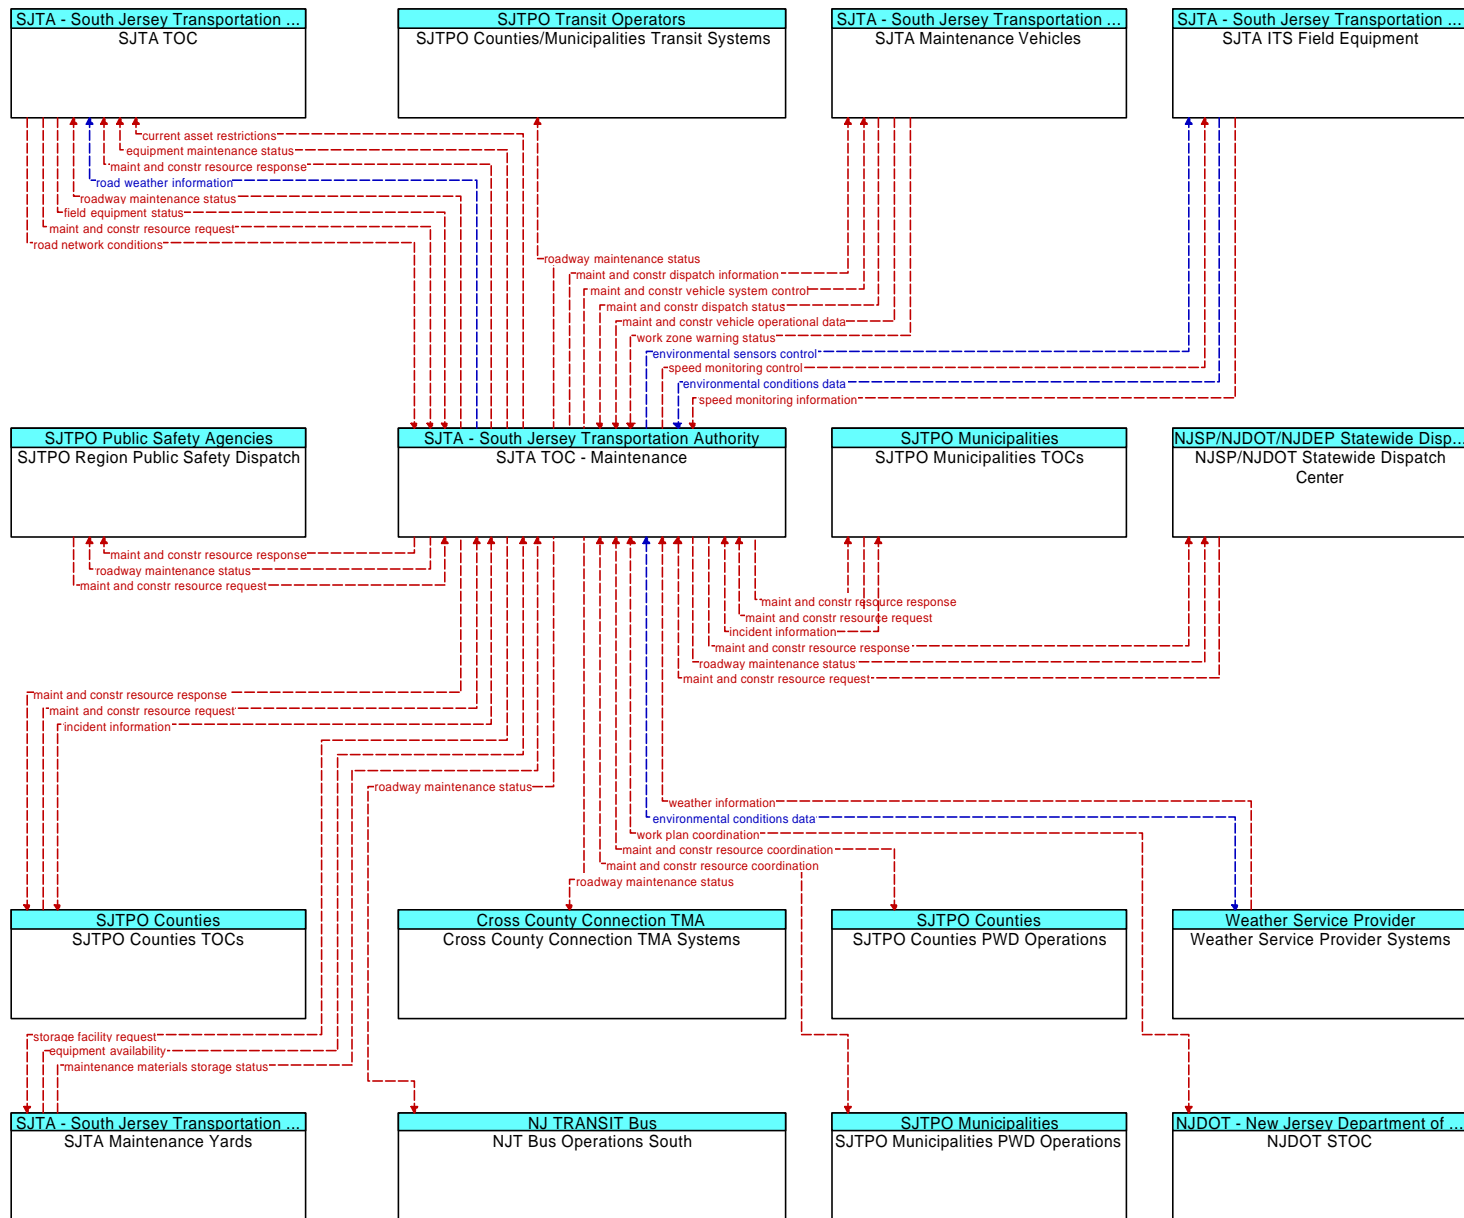 SJTA - South Jersey Transportation ...
SJTA TOC
SJTPO Transit Operators
SJTPO Counties/Municipalities Transit Systems
SJTA - South Jersey Transportation ...
SJTA Maintenance Vehicles
SJTA - South Jersey Transportation ...
SJTA ITS Field Equipment
current asset restrictions
equipment maintenance status
maint and constr resource response
road weather information
roadway maintenance status
field equipment status
maint and constr resource request
road network conditions
roadway maintenance status
maint and constr dispatch information
maint and constr vehicle system control
maint and constr dispatch status
maint and constr vehicle operational data
work zone warning status
environmental sensors control
speed monitoring control
environmental conditions data
speed monitoring information
SJTPO Public Safety Agencies
SJTPO Region Public Safety Dispatch
SJTA - South Jersey Transportation Authority
SJTA TOC - Maintenance
SJTPO Municipalities
SJTPO Municipalities TOCs
NJSP/NJDOT/NJDEP Statewide Disp...
NJSP/NJDOT Statewide Dispatch
Center
maint and constr resource response
roadway maintenance status
maint and constr resource request
maint and constr resource response
maint and constr resource request
incident information
maint and constr resource response
roadway maintenance status
maint and constr resource request
maint and constr resource response
maint and constr resource request
incident information
roadway maintenance status
weather information
environmental conditions data
work plan coordination
maint and constr resource coordination
maint and constr resource coordination
roadway maintenance status
SJTPO Counties
SJTPO Counties TOCs
Cross County Connection TMA
Cross County Connection TMA Systems
SJTPO Counties
SJTPO Counties PWD Operations
Weather Service Provider
Weather Service Provider Systems
storage facility request
equipment availability
maintenance materials storage status
SJTA - South Jersey Transportation ...
SJTA Maintenance Yards
NJ TRANSIT Bus
NJT Bus Operations South
SJTPO Municipalities
SJTPO Municipalities PWD Operations
NJDOT - New Jersey Department of ...
NJDOT STOC